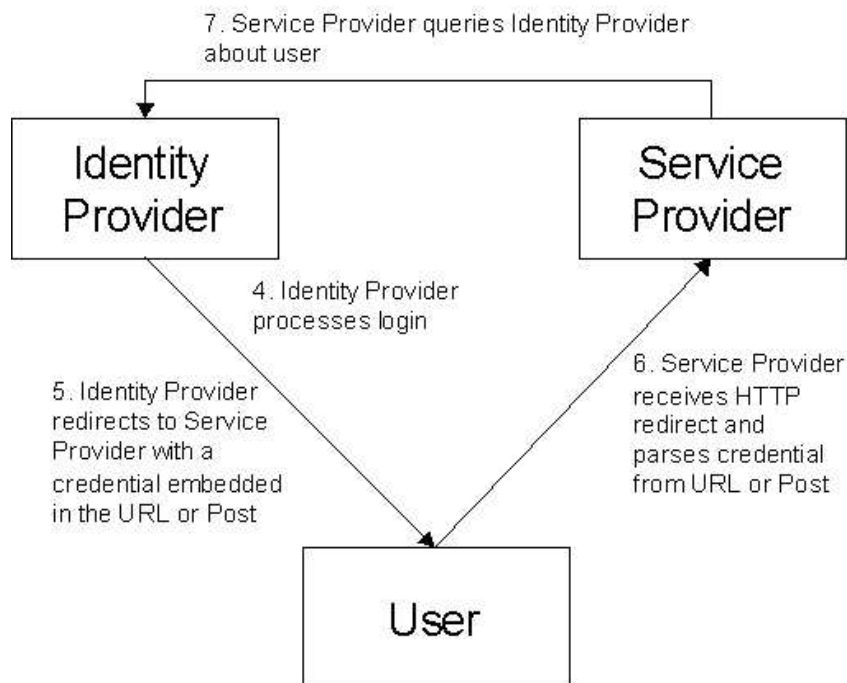 7. Service Provider queries Identity Provider
about user
Identity
Provider
Service
Provider
4. Identity Provider
processes login
5. Identity Provider
redirects to Service
Provider with a
credential embedded
in the URL or Post
6. Service Provider
receives HTTP
redirect and
parses credential
from URL or Post
User